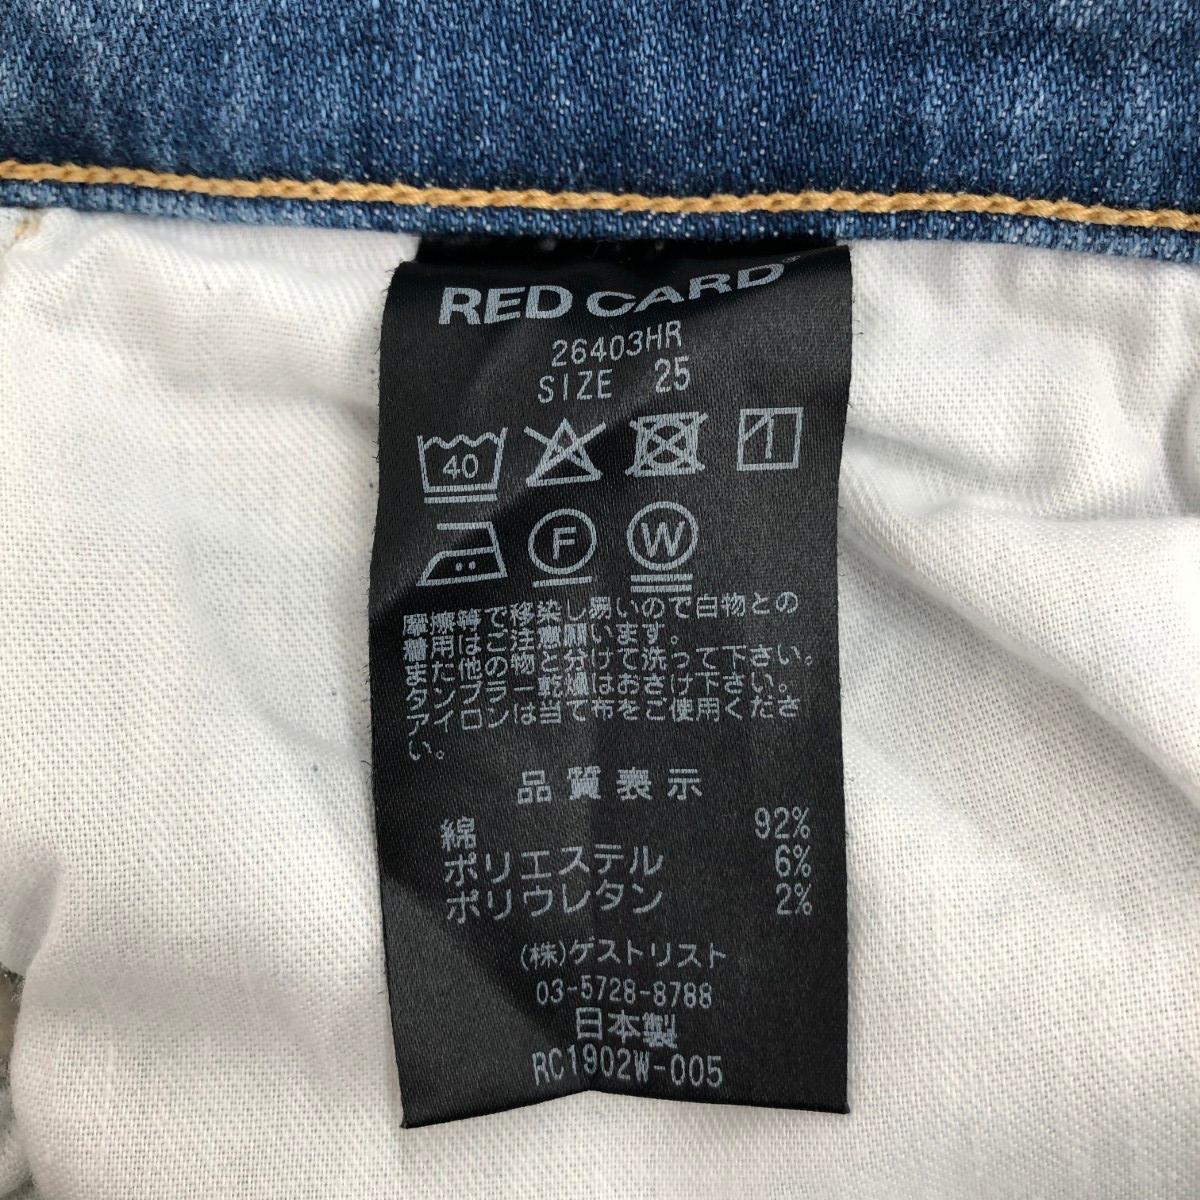 RED CARD®
26403HR
SIZE 25
40
F W
摩擦等で移染し易いので白物との
着用はご注意願います。
また他の物と分けて洗って下さい。
タンブラー乾燥はおさけ下さい。
アイロンは当て布をご使用くださ
い。
品質表示
綿 92%
ポリエステル 6%
ポリウレタン 2%
(株)ゲストリスト
03-5728-8788
日本製
RC1902W-005